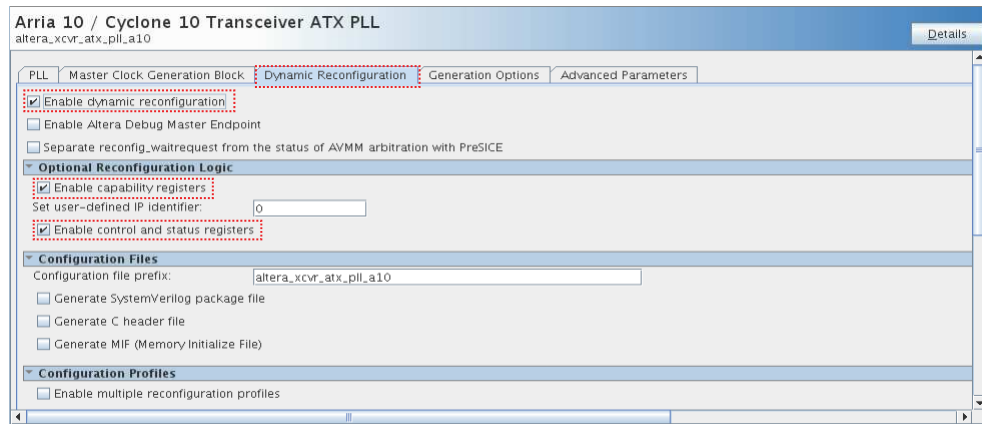 Arria 10 / Cyclone 10 Transceiver ATX PLL
altera_xcvr_atx_pll_a10
Details
PLL Master Clock Generation Block Dynamic Reconfiguration Generation Options Advanced Parameters
Enable dynamic reconfiguration
Enable Altera Debug Master Endpoint
Separate reconfig_waitrequest from the status of AVMM arbitration with PreSICE
Optional Reconfiguration Logic
Enable capability registers
Set user-defined IP identifier: 0
Enable control and status registers
Configuration Files
Configuration file prefix: altera_xcvr_atx_pll_a10
Generate SystemVerilog package file
Generate C header file
Generate MIF (Memory Initialize File)
Configuration Profiles
Enable multiple reconfiguration profiles